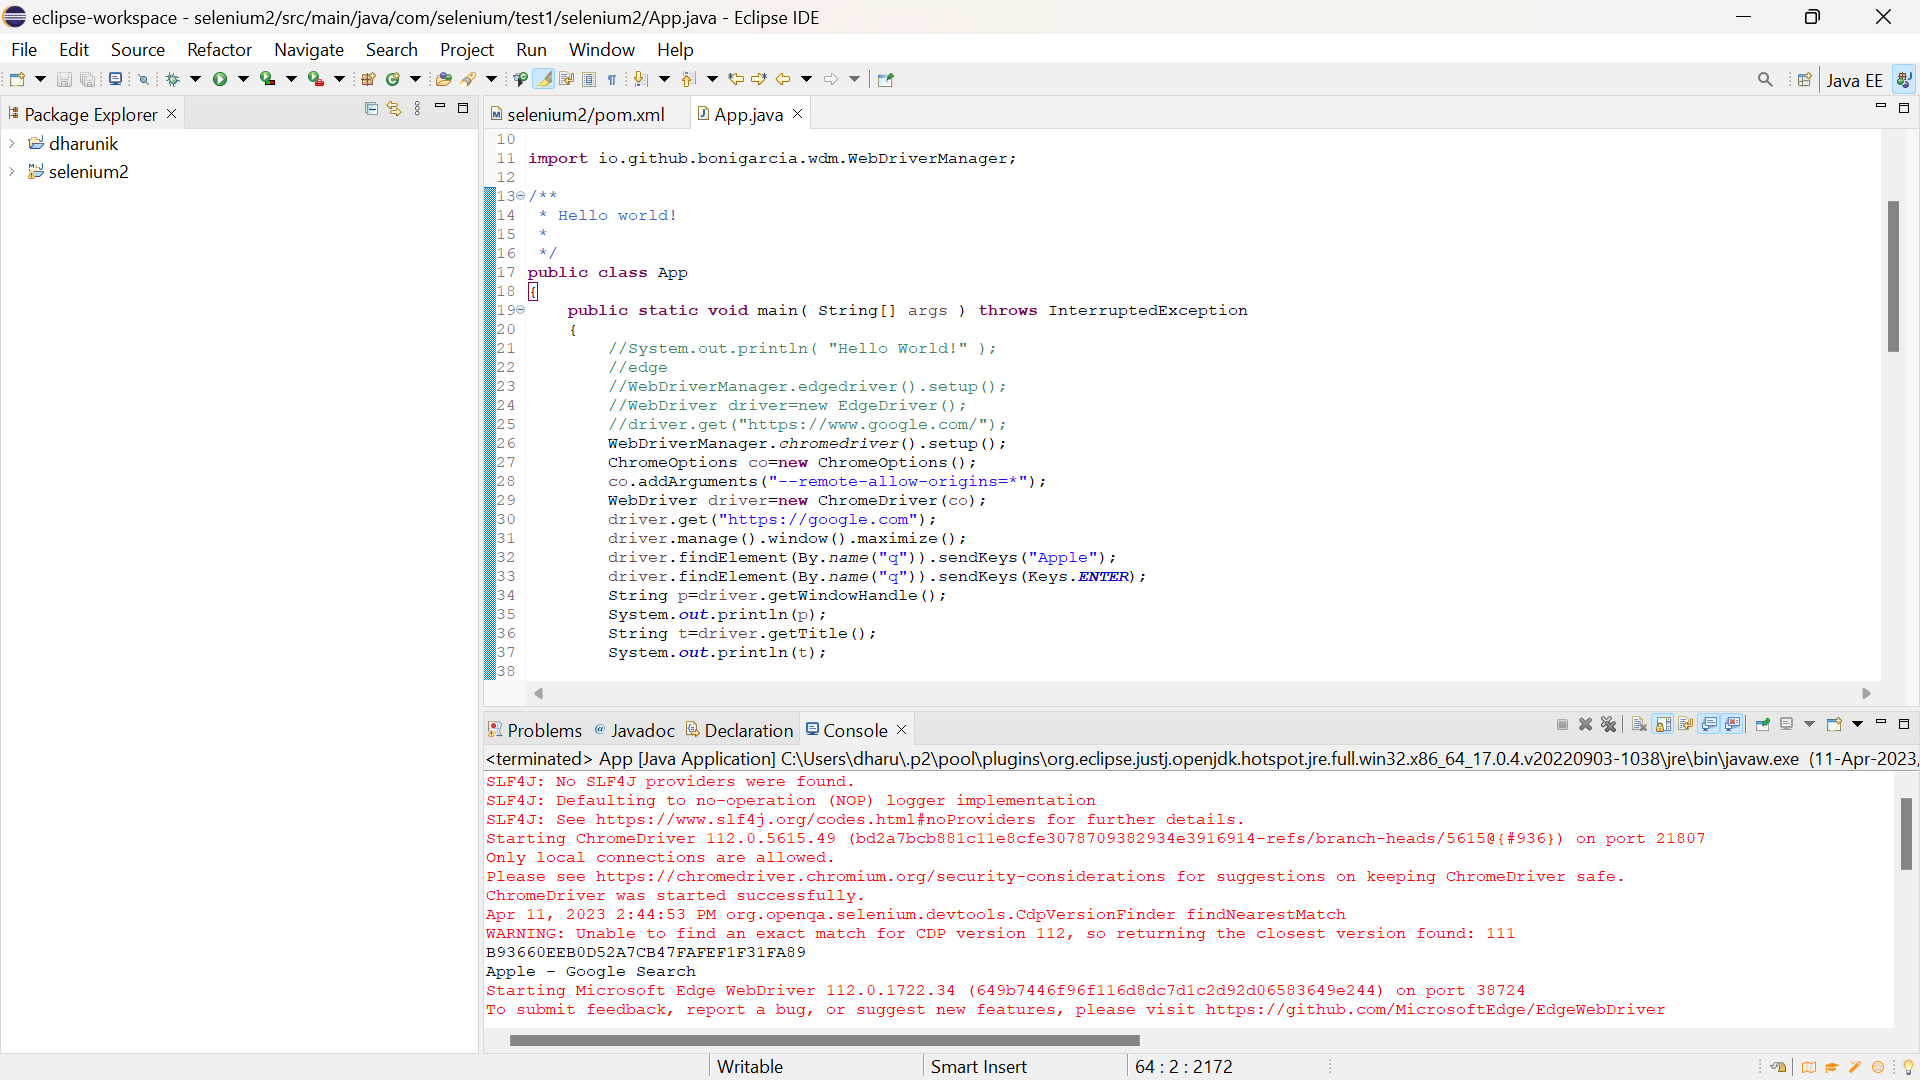 eclipse-workspace - selenium2/src/main/java/com/selenium/test1/selenium2/App.java - Eclipse IDE
File Edit Source Refactor Navigate Search Project Run Window Help
Java EE
Package Explorer
dharunik
selenium2
selenium2/pom.xml App.java
10
11 import io.github.bonigarcia.wdm.WebDriverManager;
12
13 /**
14 * Hello world!
15 *
16 */
17 public class App
18 {
19 public static void main( String[] args ) throws InterruptedException
20 {
21 //System.out.println( "Hello World!" );
22 //edge
23 //WebDriverManager.edgedriver().setup();
24 //WebDriver driver=new EdgeDriver();
25 //driver.get("https://www.google.com/");
26 WebDriverManager.chromedriver().setup();
27 ChromeOptions co=new ChromeOptions();
28 co.addArguments("--remote-allow-origins=*");
29 WebDriver driver=new ChromeDriver(co);
30 driver.get("https://google.com");
31 driver.manage().window().maximize();
32 driver.findElement(By.name("q")).sendKeys("Apple");
33 driver.findElement(By.name("q")).sendKeys(Keys.ENTER);
34 String p=driver.getWindowHandle();
35 System.out.println(p);
36 String t=driver.getTitle();
37 System.out.println(t);
38
Problems @ Javadoc Declaration Console
<terminated> App [Java Application] C:\Users\dharu\.p2\pool\plugins\org.eclipse.justj.openjdk.hotspot.jre.full.win32.x86_64_17.0.4.v20220903-1038\jre\bin\javaw.exe (11-Apr-2023,
SLF4J: No SLF4J providers were found.
SLF4J: Defaulting to no-operation (NOP) logger implementation
SLF4J: See https://www.slf4j.org/codes.html#noProviders for further details.
Starting ChromeDriver 112.0.5615.49 (bd2a7bcb881c11e8cfe3078709382934e3916914-refs/branch-heads/5615@{#936}) on port 21807
Only local connections are allowed.
Please see https://chromedriver.chromium.org/security-considerations for suggestions on keeping ChromeDriver safe.
ChromeDriver was started successfully.
Apr 11, 2023 2:44:53 PM org.openqa.selenium.devtools.CdpVersionFinder findNearestMatch
WARNING: Unable to find an exact match for CDP version 112, so returning the closest version found: 111
B93660EEB0D52A7CB47FAFEF1F31FA89
Apple - Google Search
Starting Microsoft Edge WebDriver 112.0.1722.34 (649b7446f96f116d8dc7d1c2d92d06583649e244) on port 38724
To submit feedback, report a bug, or suggest new features, please visit https://github.com/MicrosoftEdge/EdgeWebDriver
Writable Smart Insert 64 : 2 : 2172